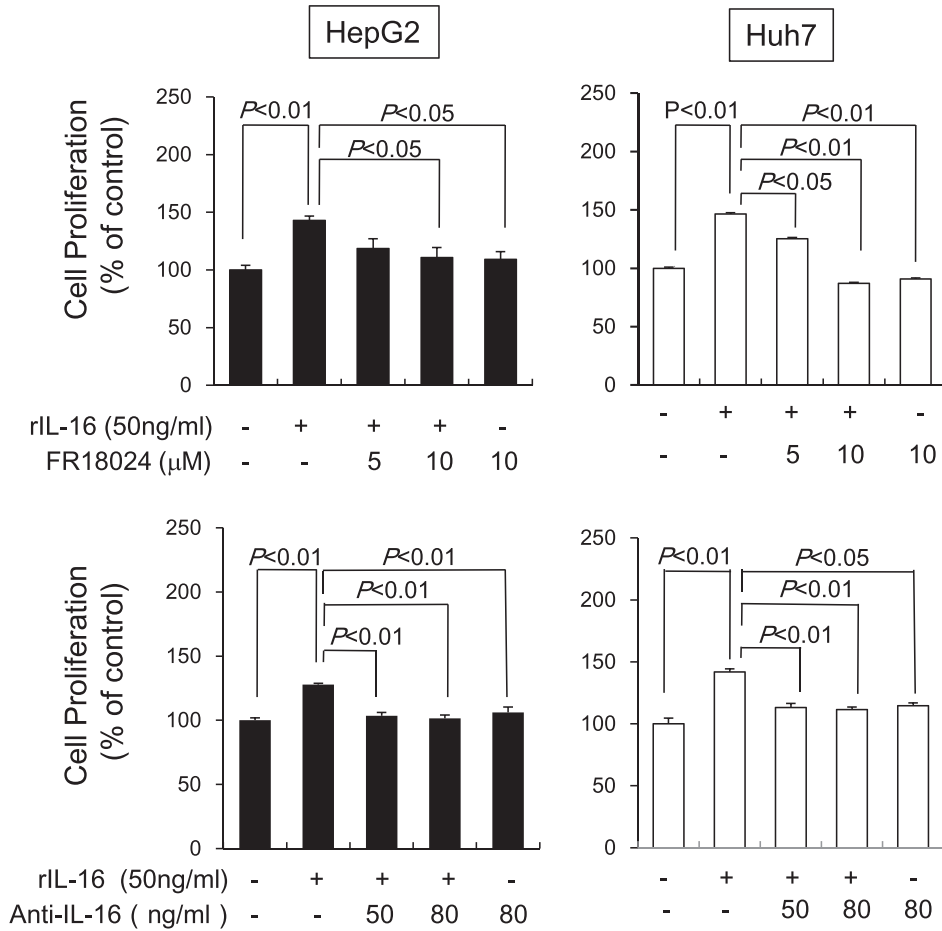 HepG2
Huh7
Cell Proliferation
(% of control)
250
200
150
100
50
0
P<0.01
P<0.05
P<0.05
250
200
150
100
50
0
P<0.01
P<0.01
P<0.01
P<0.05
rIL-16 (50ng/ml) - + + + -
FR18024 (μM) - - 5 10 10
- + + + -
- - 5 10 10
Cell Proliferation
(% of control)
250
200
150
100
50
0
P<0.01
P<0.01
P<0.01
P<0.01
250
200
150
100
50
0
P<0.01
P<0.05
P<0.01
P<0.01
rIL-16 (50ng/ml) - + + + -
Anti-IL-16 ( ng/ml ) - - 50 80 80
- + + + -
- - 50 80 80